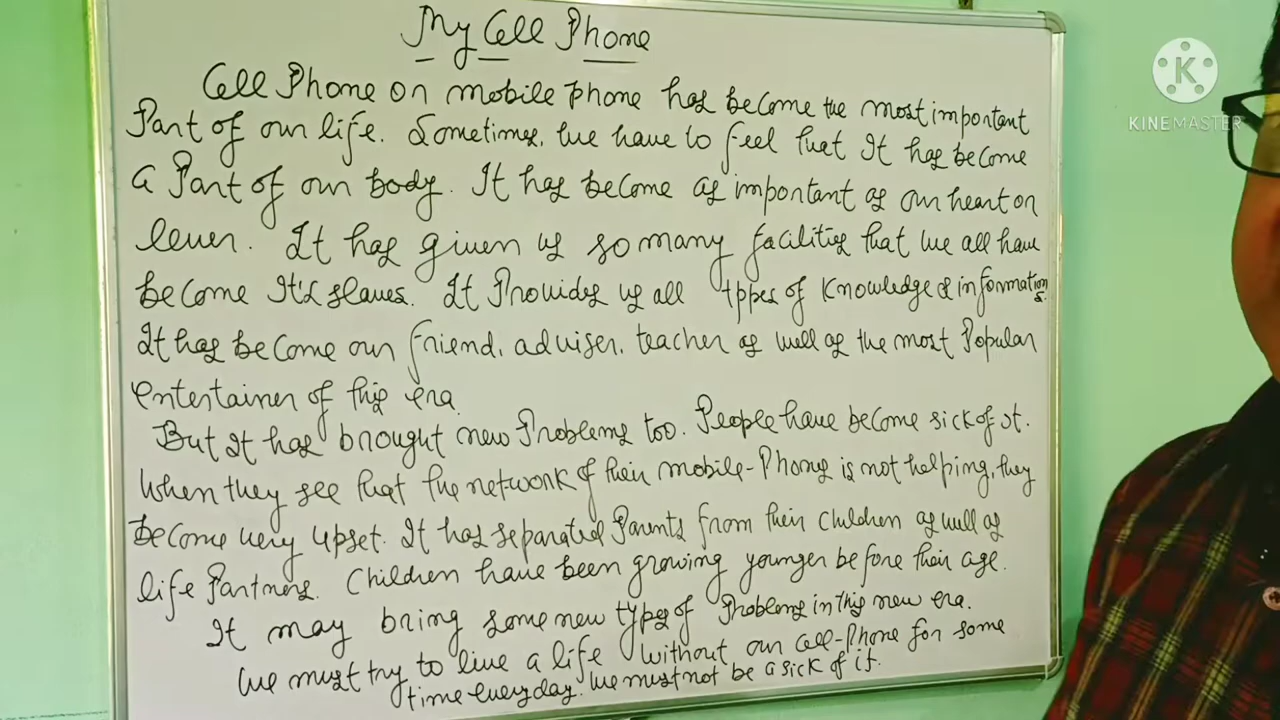 My Cell Phone
Cell Phone or mobile phone has become the most important
Part of our life. Sometimes, we have to feel that It has become
a Part of our body. It has become as important as our heart or
lever. It has given us so many facilities that we all have
become It's slaves. It Provides us all types of Knowledge & informations.
It has become our friend, adviser, teacher as well as the most Popular
entertainer of this era.
But It has brought new Problems too. People have become sick of it.
When they see that the network of their mobile-Phones is not helping, they
become very upset. It has separated Parents from their children as well as
life Partners. Children have been growing younger before their age.
It may bring some new types of Problems in this new era.
We must try to live a life without our Cell-Phone for some
time everyday. We must not be a sick of it.
KINEMASTER